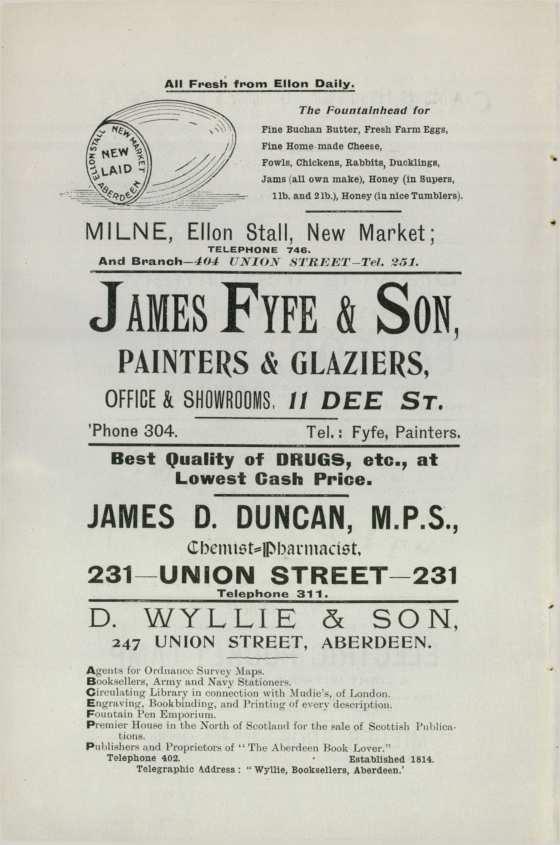 All Fresh from Ellon Daily.
ELLON STALL NEW MARKET
NEW
LAID
ABERDEEN
The Fountainhead for
Fine Buchan Butter, Fresh Farm Eggs,
Fine Home-made Cheese,
Fowls, Chickens, Rabbits, Ducklings,
Jams (all own make), Honey (in Supers,
1lb. and 2lb.), Honey (in nice Tumblers).
MILNE, Ellon Stall, New Market;
TELEPHONE 746.
And Branch—404 UNION STREET—Tel. 251.
JAMES FYFE & SON,
PAINTERS & GLAZIERS,
OFFICE & SHOWROOMS, 11 DEE ST.
'Phone 304. Tel.: Fyfe, Painters.
Best Quality of DRUGS, etc., at
Lowest Cash Price.
JAMES D. DUNCAN, M.P.S.,
Chemist=Pharmacist,
231—UNION STREET—231
Telephone 311.
D. WYLLIE & SON,
247 UNION STREET, ABERDEEN.
Agents for Ordnance Survey Maps.
Booksellers, Army and Navy Stationers.
Circulating Library in connection with Mudie's, of London.
Engraving, Bookbinding, and Printing of every description.
Fountain Pen Emporium.
Premier House in the North of Scotland for the sale of Scottish Publica-
tions.
Publishers and Proprietors of "The Aberdeen Book Lover."
Telephone 402. Established 1814.
Telegraphic Address: "Wyllie, Booksellers, Aberdeen.'